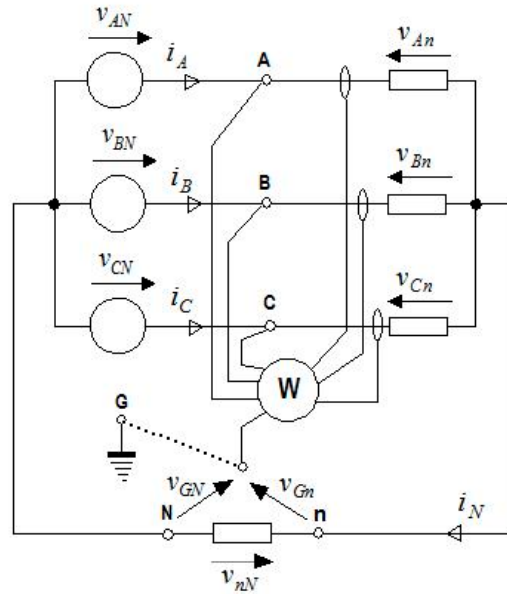 v_AN
i_A
A
v_An
v_BN
i_B
B
v_Bn
v_CN
i_C
C
v_Cn
W
G
v_GN
v_Gn
N
n
i_N
v_nN